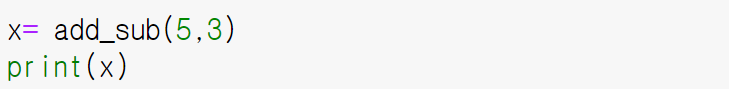 x= add_sub(5,3)
print(x)